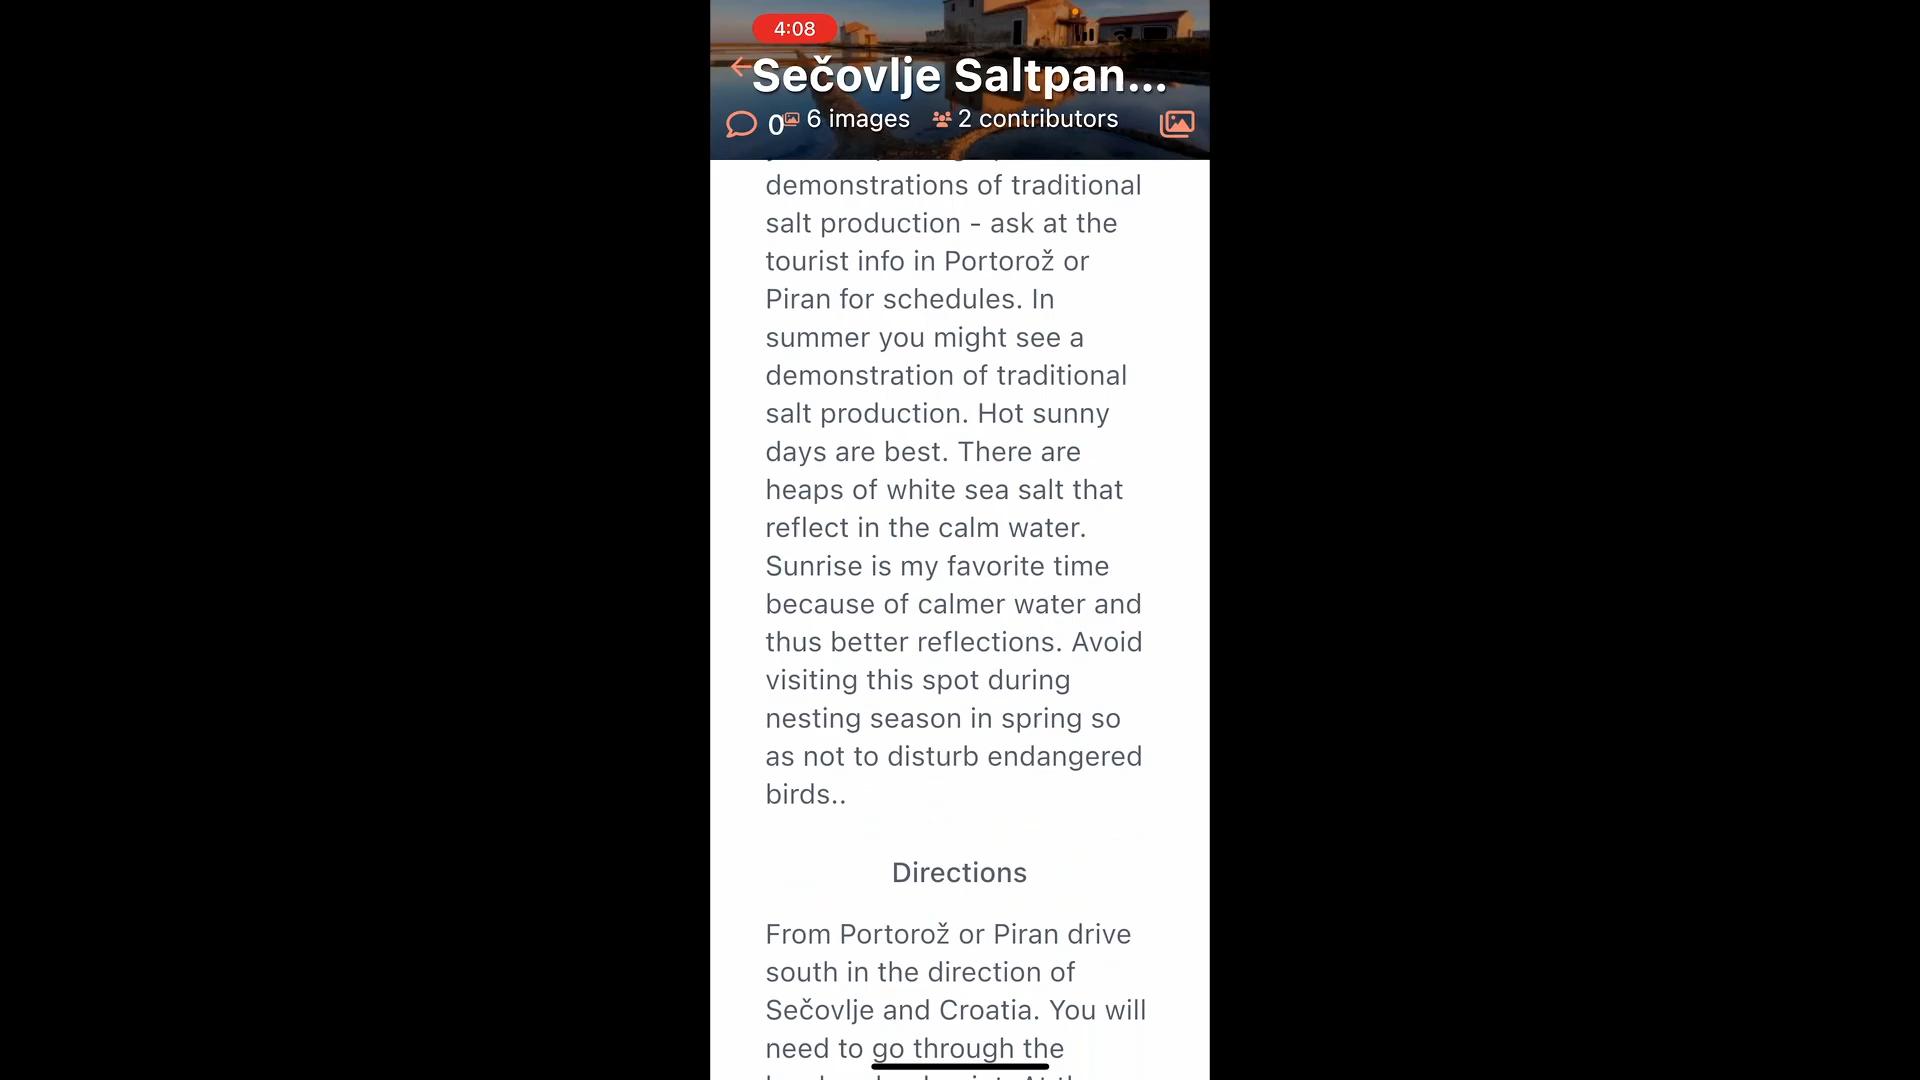 4:08
Sečovlje Saltpan...
0 6 images 2 contributors
demonstrations of traditional
salt production - ask at the
tourist info in Portorož or
Piran for schedules. In
summer you might see a
demonstration of traditional
salt production. Hot sunny
days are best. There are
heaps of white sea salt that
reflect in the calm water.
Sunrise is my favorite time
because of calmer water and
thus better reflections. Avoid
visiting this spot during
nesting season in spring so
as not to disturb endangered
birds..
Directions
From Portorož or Piran drive
south in the direction of
Sečovlje and Croatia. You will
need to go through the